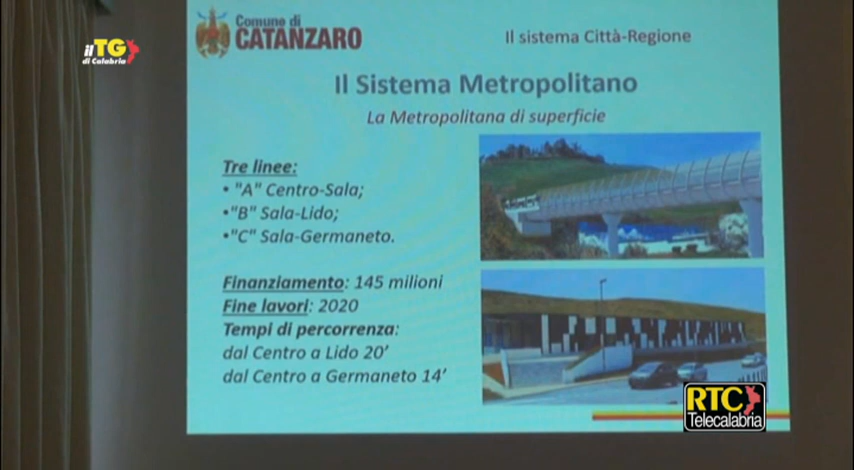 il TG
di Calabria
Comune di
CATANZARO
Il sistema Città-Regione
Il Sistema Metropolitano
La Metropolitana di superficie
Tre linee:
• "A" Centro-Sala;
•"B" Sala-Lido;
•"C" Sala-Germaneto.
Finanziamento: 145 milioni
Fine lavori: 2020
Tempi di percorrenza:
dal Centro a Lido 20’
dal Centro a Germaneto 14’
RTC
Telecalabria